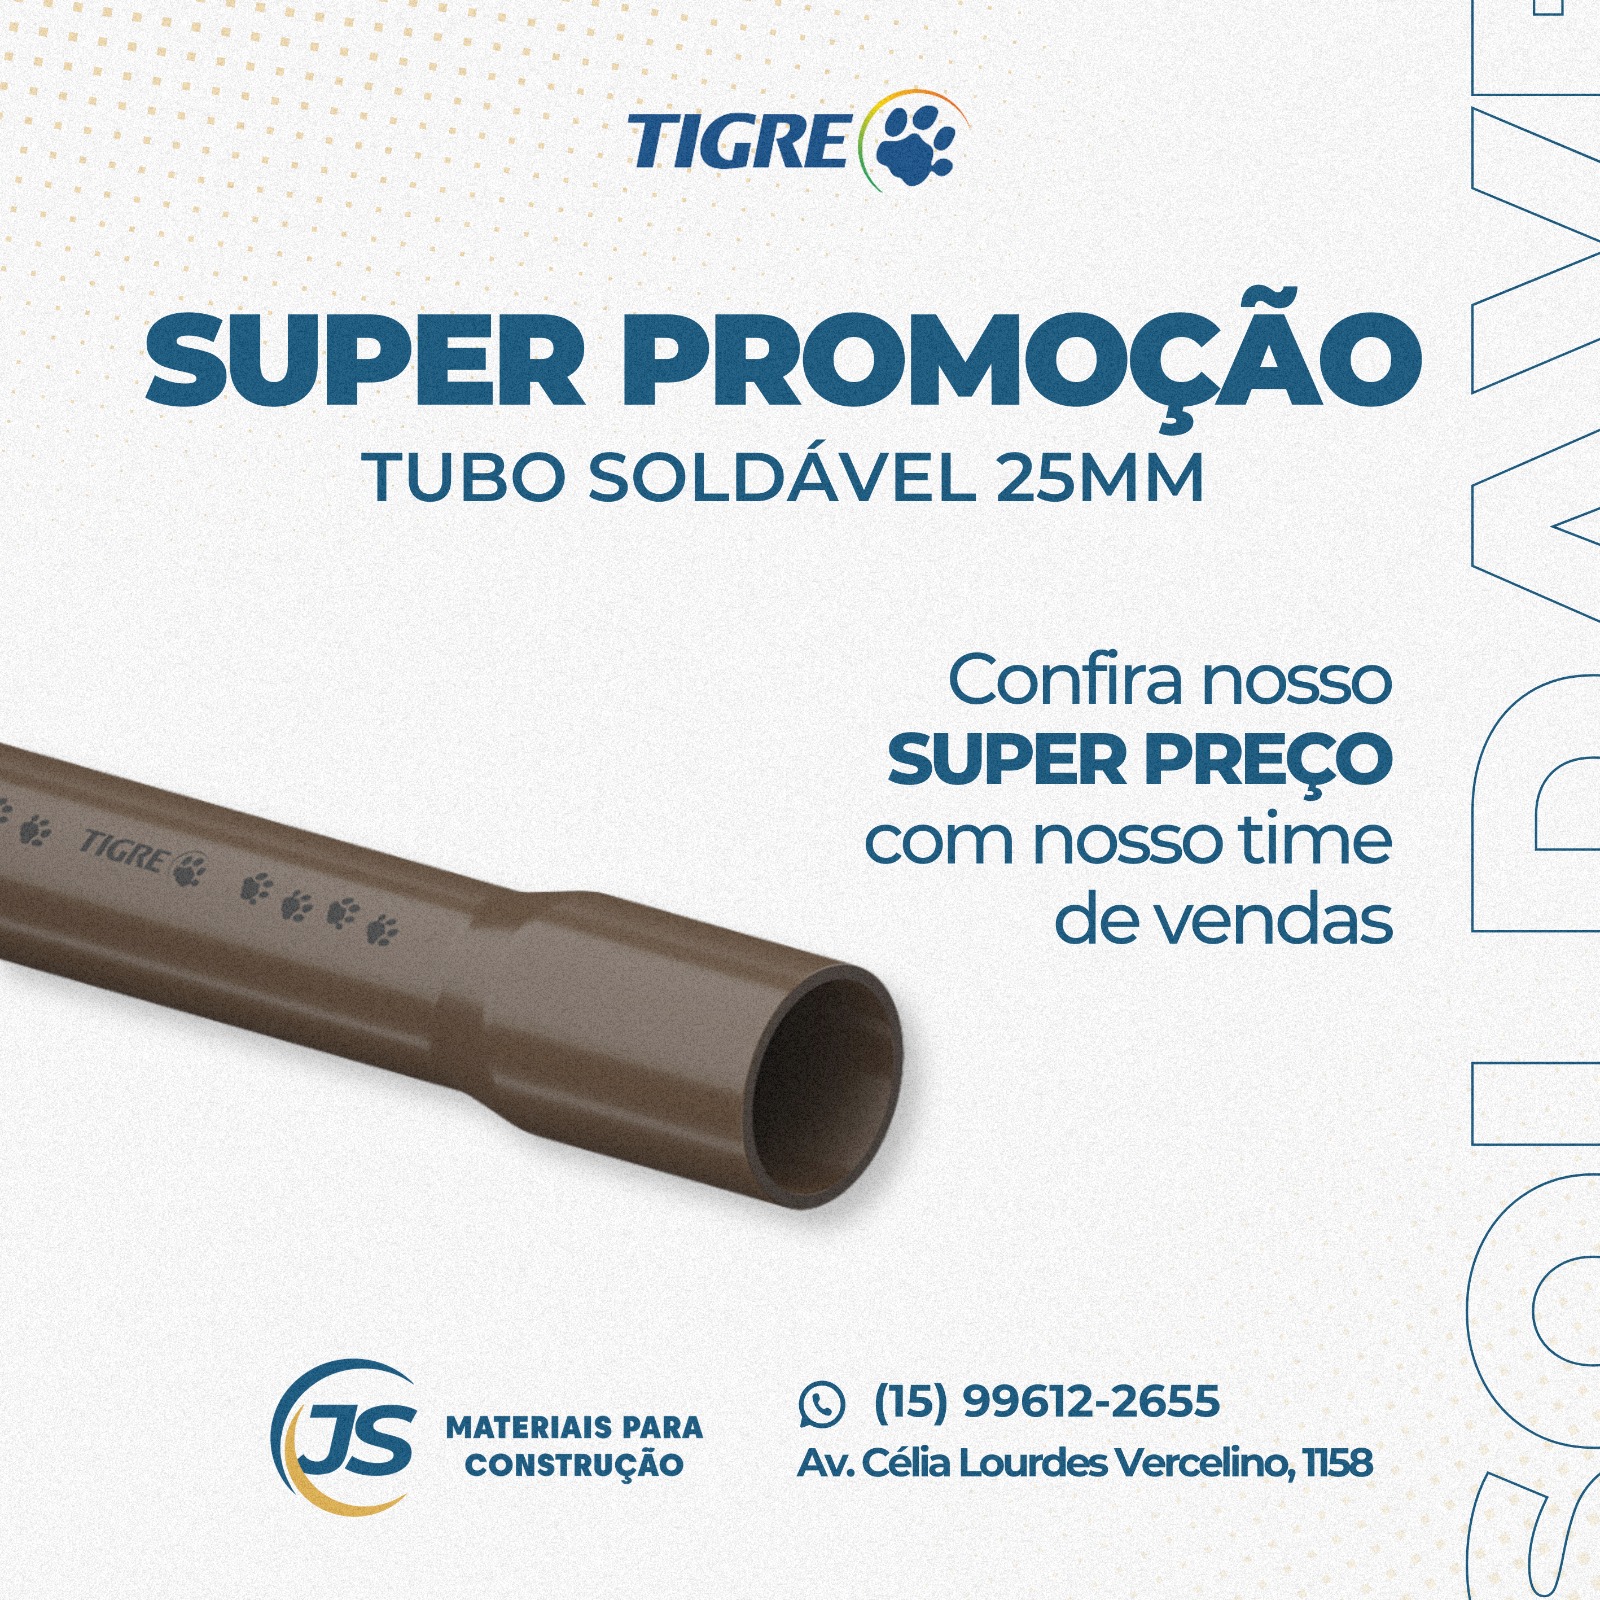 TIGRE
SUPER PROMOÇÃO
TUBO SOLDÁVEL 25MM
Confira nosso
SUPER PREÇO
com nosso time
de vendas
TIGRE
JS
MATERIAIS PARA
CONSTRUÇÃO
(15) 99612-2655
Av. Célia Lourdes Vercelino, 1158